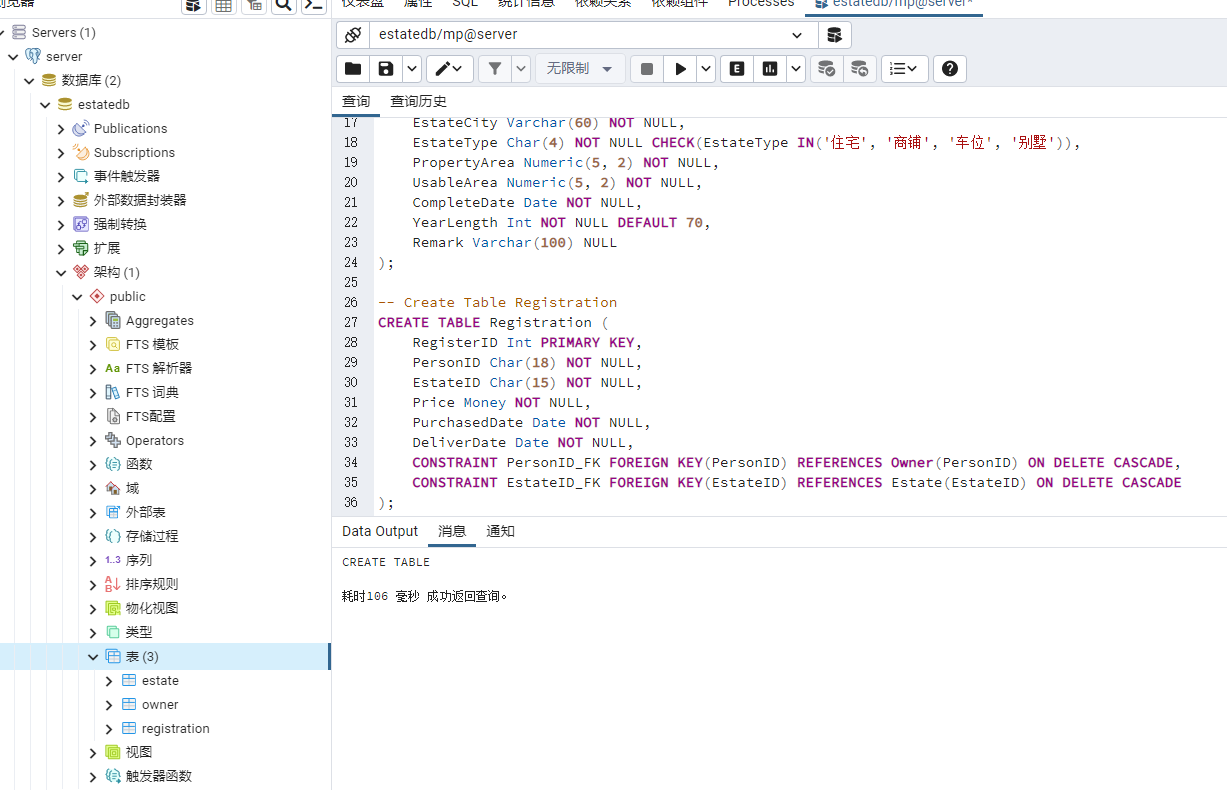 浏览器
Servers (1)
server
数据库 (2)
estatedb
Publications
Subscriptions
事件触发器
外部数据封装器
强制转换
扩展
架构 (1)
public
Aggregates
FTS 模板
Aa FTS 解析器
FTS 词典
FTS配置
Operators
函数
域
外部表
存储过程
1..3 序列
排序规则
物化视图
类型
表 (3)
estate
owner
registration
视图
触发器函数
仪表盘 属性 SQL 统计信息 依赖关系 依赖组件 Processes estatedb/mp@server*
estatedb/mp@server
无限制 E
查询 查询历史
17 EstateCity Varchar(60) NOT NULL,
18 EstateType Char(4) NOT NULL CHECK(EstateType IN('住宅', '商铺', '车位', '别墅')),
19 PropertyArea Numeric(5, 2) NOT NULL,
20 UsableArea Numeric(5, 2) NOT NULL,
21 CompleteDate Date NOT NULL,
22 YearLength Int NOT NULL DEFAULT 70,
23 Remark Varchar(100) NULL
24 );
25
26 -- Create Table Registration
27 CREATE TABLE Registration (
28 RegisterID Int PRIMARY KEY,
29 PersonID Char(18) NOT NULL,
30 EstateID Char(15) NOT NULL,
31 Price Money NOT NULL,
32 PurchasedDate Date NOT NULL,
33 DeliverDate Date NOT NULL,
34 CONSTRAINT PersonID_FK FOREIGN KEY(PersonID) REFERENCES Owner(PersonID) ON DELETE CASCADE,
35 CONSTRAINT EstateID_FK FOREIGN KEY(EstateID) REFERENCES Estate(EstateID) ON DELETE CASCADE
36 );
Data Output 消息 通知
CREATE TABLE
耗时106 毫秒 成功返回查询。